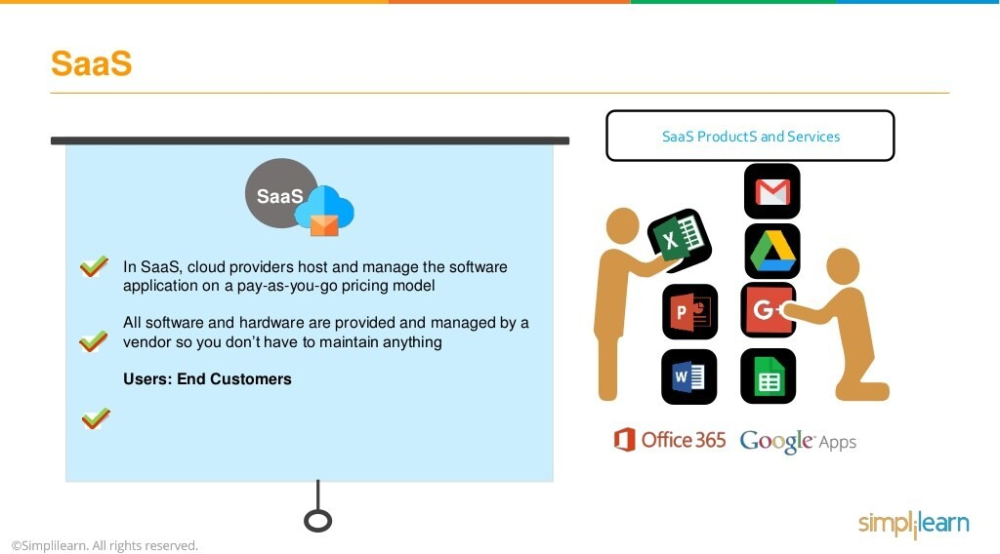 SaaS
SaaS ProductS and Services
SaaS
In SaaS, cloud providers host and manage the software
application on a pay-as-you-go pricing model
All software and hardware are provided and managed by a
vendor so you don’t have to maintain anything
Users: End Customers
X
P
G+
W
Office 365
Google™ Apps
simplilearn
©Simplilearn. All rights reserved.